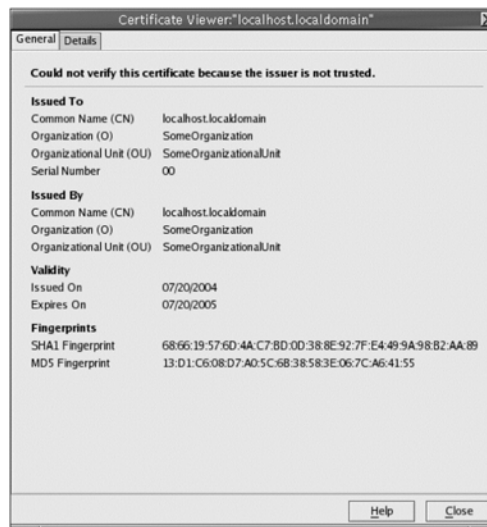 Certificate Viewer:"localhost.localdomain"
General Details
Could not verify this certificate because the issuer is not trusted.
Issued To
Common Name (CN) localhost.localdomain
Organization (O) SomeOrganization
Organizational Unit (OU) SomeOrganizationalUnit
Serial Number 00
Issued By
Common Name (CN) localhost.localdomain
Organization (O) SomeOrganization
Organizational Unit (OU) SomeOrganizationalUnit
Validity
Issued On 07/20/2004
Expires On 07/20/2005
Fingerprints
SHA1 Fingerprint 68:66:19:57:6D:4A:C7:BD:0D:38:8E:92:7F:E4:49:9A:98:B2:AA:89
MD5 Fingerprint 13:D1:C6:08:D7:A0:5C:6B:38:58:3E:06:7C:A6:41:55
Help Close